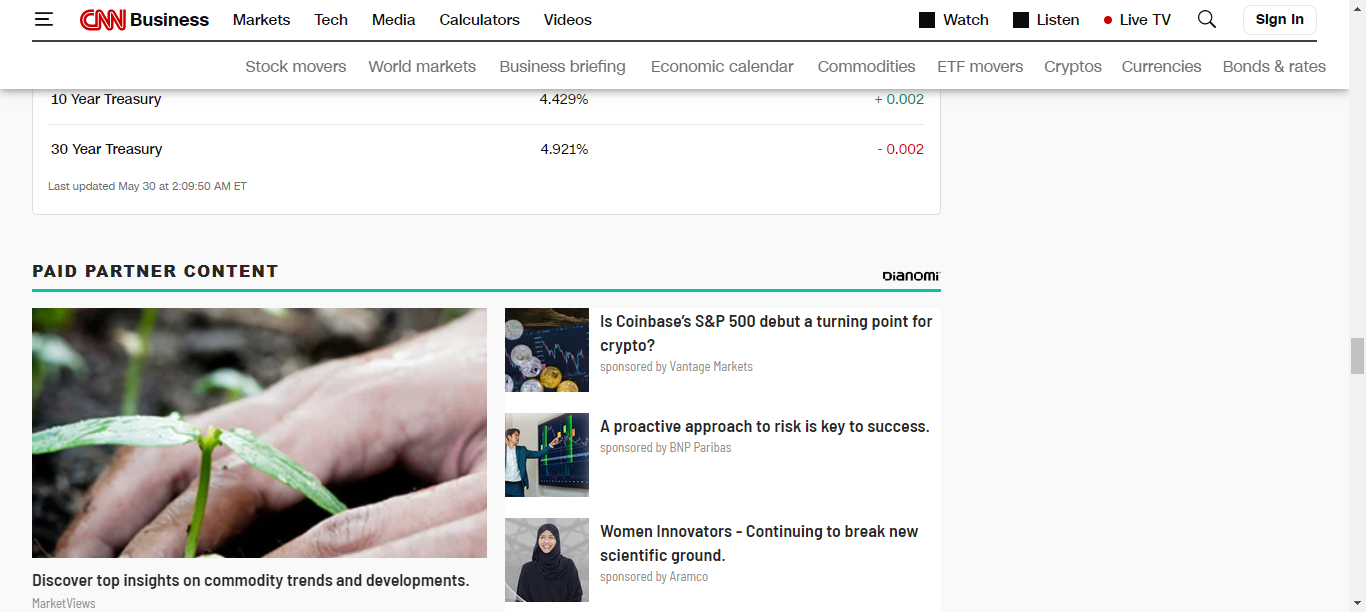 CNN Business Markets Tech Media Calculators Videos Watch Listen Live TV Sign In
Stock movers World markets Business briefing Economic calendar Commodities ETF movers Cryptos Currencies Bonds & rates
10 Year Treasury 4.429% + 0.002
30 Year Treasury 4.921% - 0.002
Last updated May 30 at 2:09:50 AM ET
PAID PARTNER CONTENT
DIANOMI
Discover top insights on commodity trends and developments.
MarketViews
Is Coinbase’s S&P 500 debut a turning point for
crypto?
sponsored by Vantage Markets
A proactive approach to risk is key to success.
sponsored by BNP Paribas
Women Innovators - Continuing to break new
scientific ground.
sponsored by Aramco